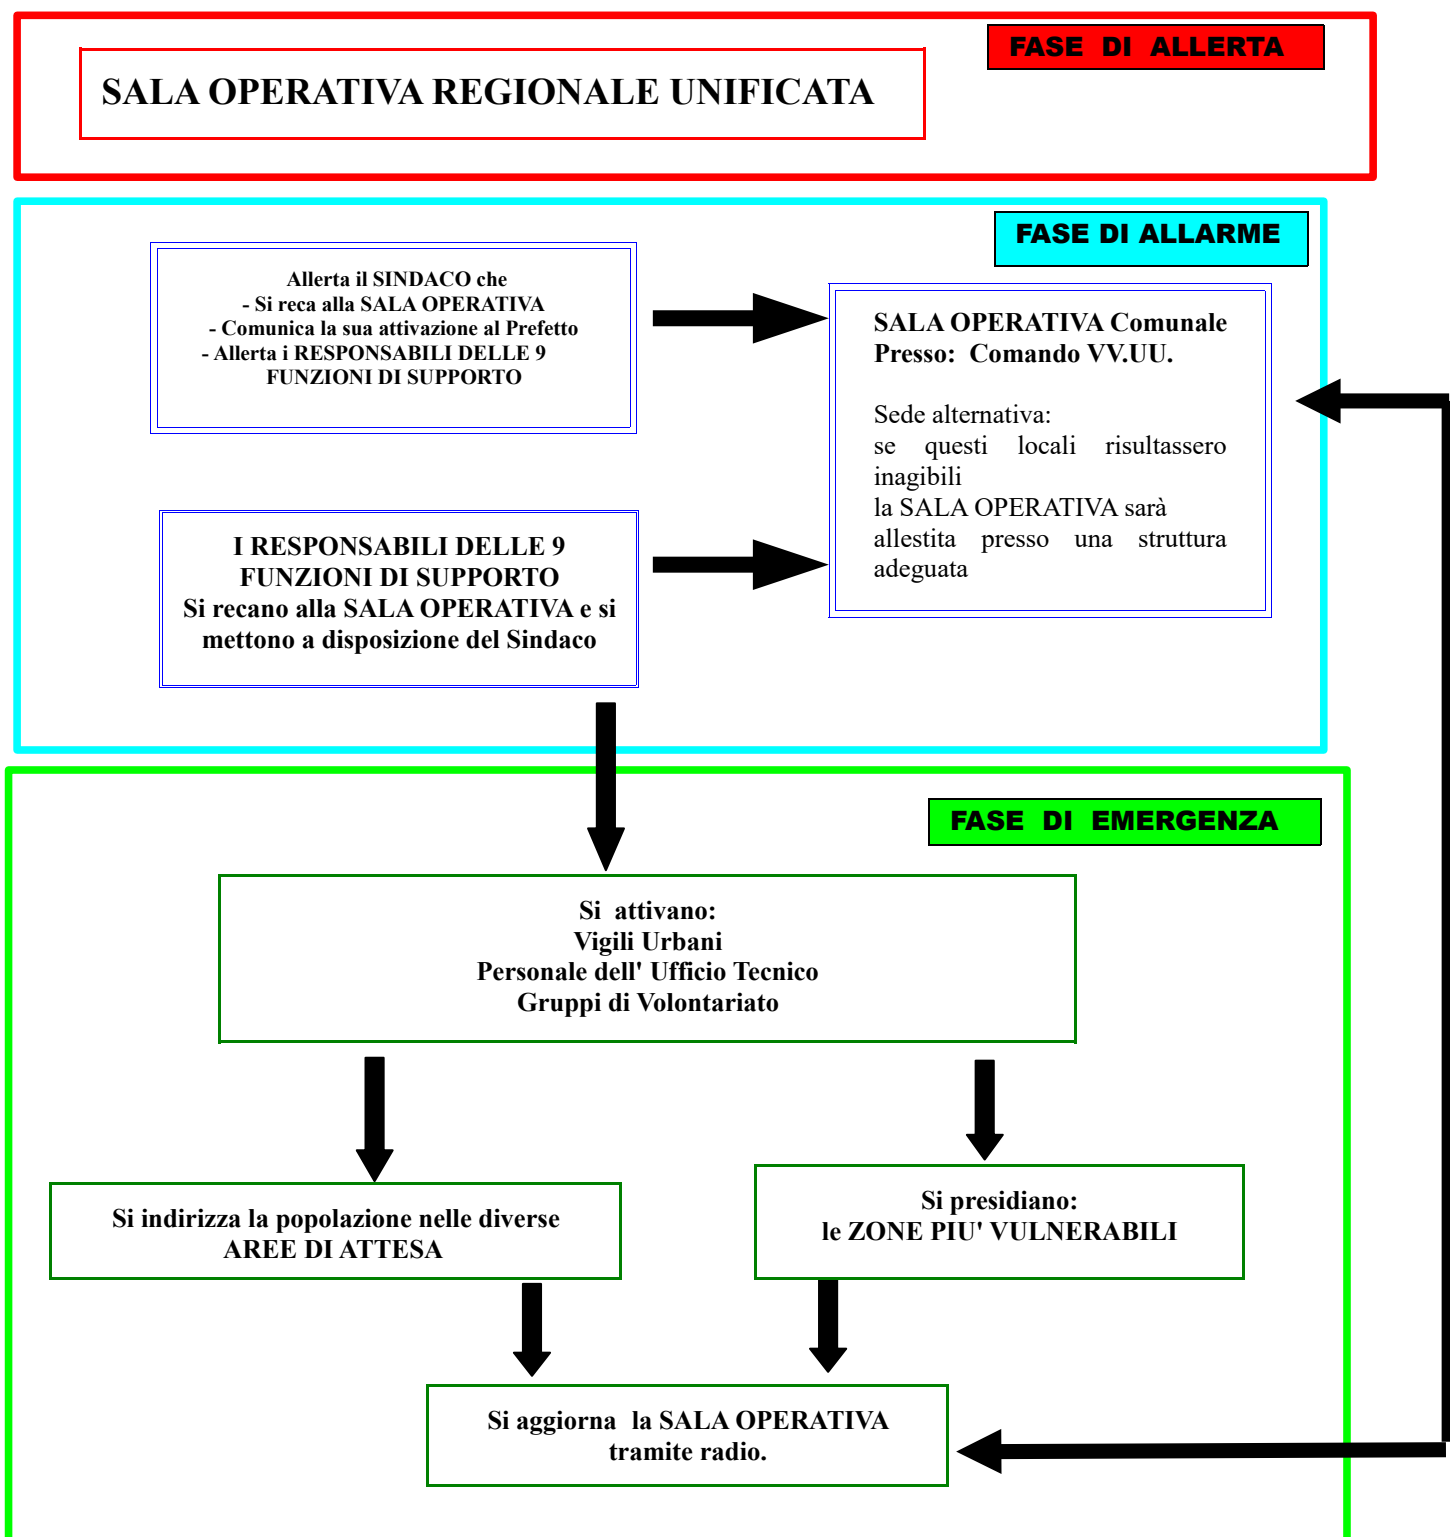 FASE DI ALLERTA
SALA OPERATIVA REGIONALE UNIFICATA
FASE DI ALLARME
Allerta il SINDACO che
- Si reca alla SALA OPERATIVA
- Comunica la sua attivazione al Prefetto
- Allerta i RESPONSABILI DELLE 9
FUNZIONI DI SUPPORTO
SALA OPERATIVA Comunale
Presso: Comando VV.UU.
Sede alternativa:
se questi locali risultassero
inagibili
la SALA OPERATIVA sarà
allestita presso una struttura
adeguata
I RESPONSABILI DELLE 9
FUNZIONI DI SUPPORTO
Si recano alla SALA OPERATIVA e si
mettono a disposizione del Sindaco
FASE DI EMERGENZA
Si attivano:
Vigili Urbani
Personale dell' Ufficio Tecnico
Gruppi di Volontariato
Si indirizza la popolazione nelle diverse
AREE DI ATTESA
Si presidiano:
le ZONE PIU' VULNERABILI
Si aggiorna la SALA OPERATIVA
tramite radio.